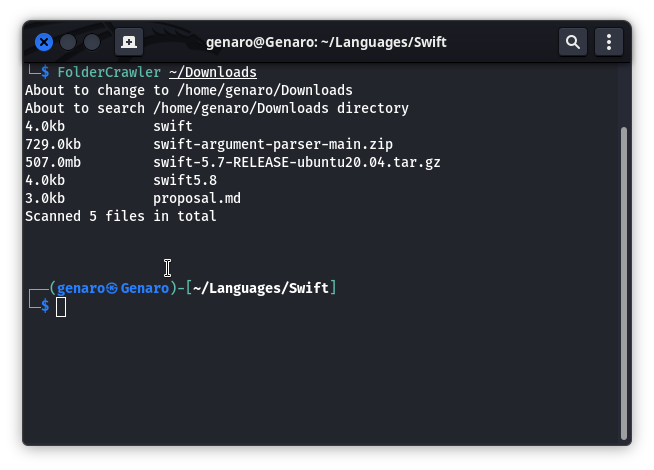 genaro@Genaro: ~/Languages/Swift
└─$ FolderCrawler ~/Downloads
About to change to /home/genaro/Downloads
About to search /home/genaro/Downloads directory
4.0kb           swift
729.0kb         swift-argument-parser-main.zip
507.0mb         swift-5.7-RELEASE-ubuntu20.04.tar.gz
4.0kb           swift5.8
3.0kb           proposal.md
Scanned 5 files in total
┌──(genaro㉿Genaro)-[~/Languages/Swift]
└─$